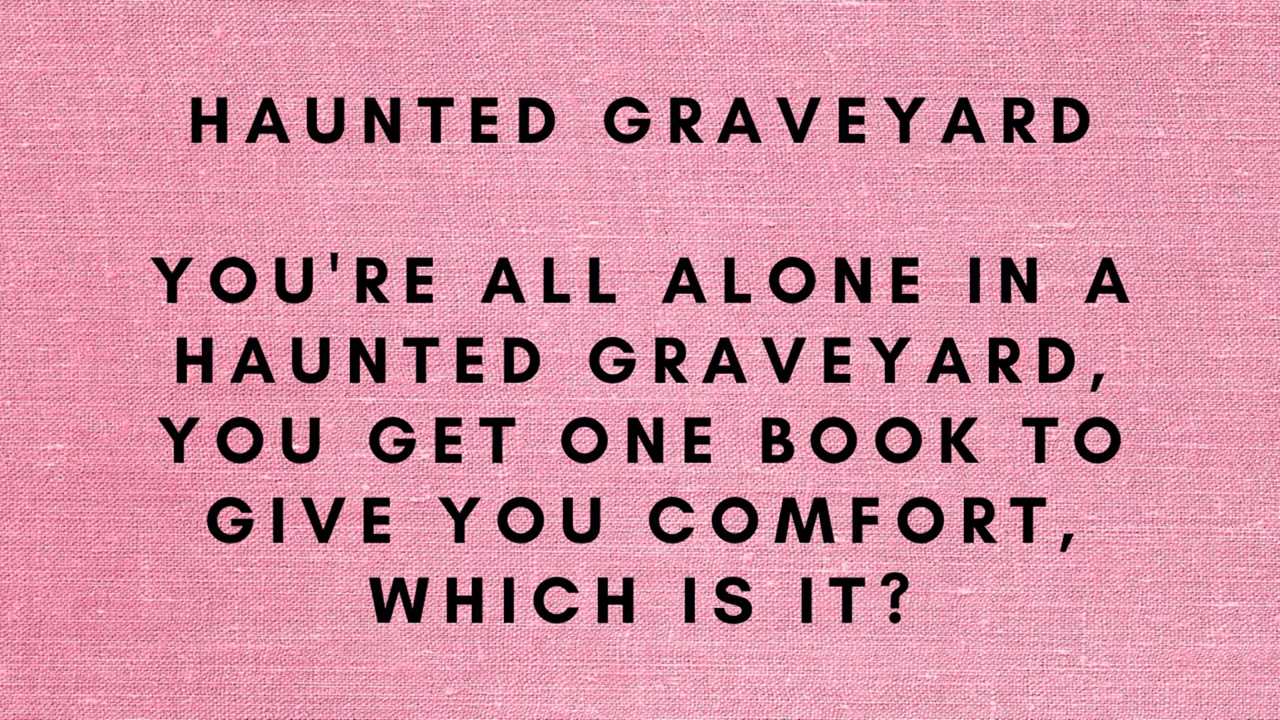 HAUNTED GRAVEYARD
YOU'RE ALL ALONE IN A
HAUNTED GRAVEYARD,
YOU GET ONE BOOK TO
GIVE YOU COMFORT,
WHICH IS IT?